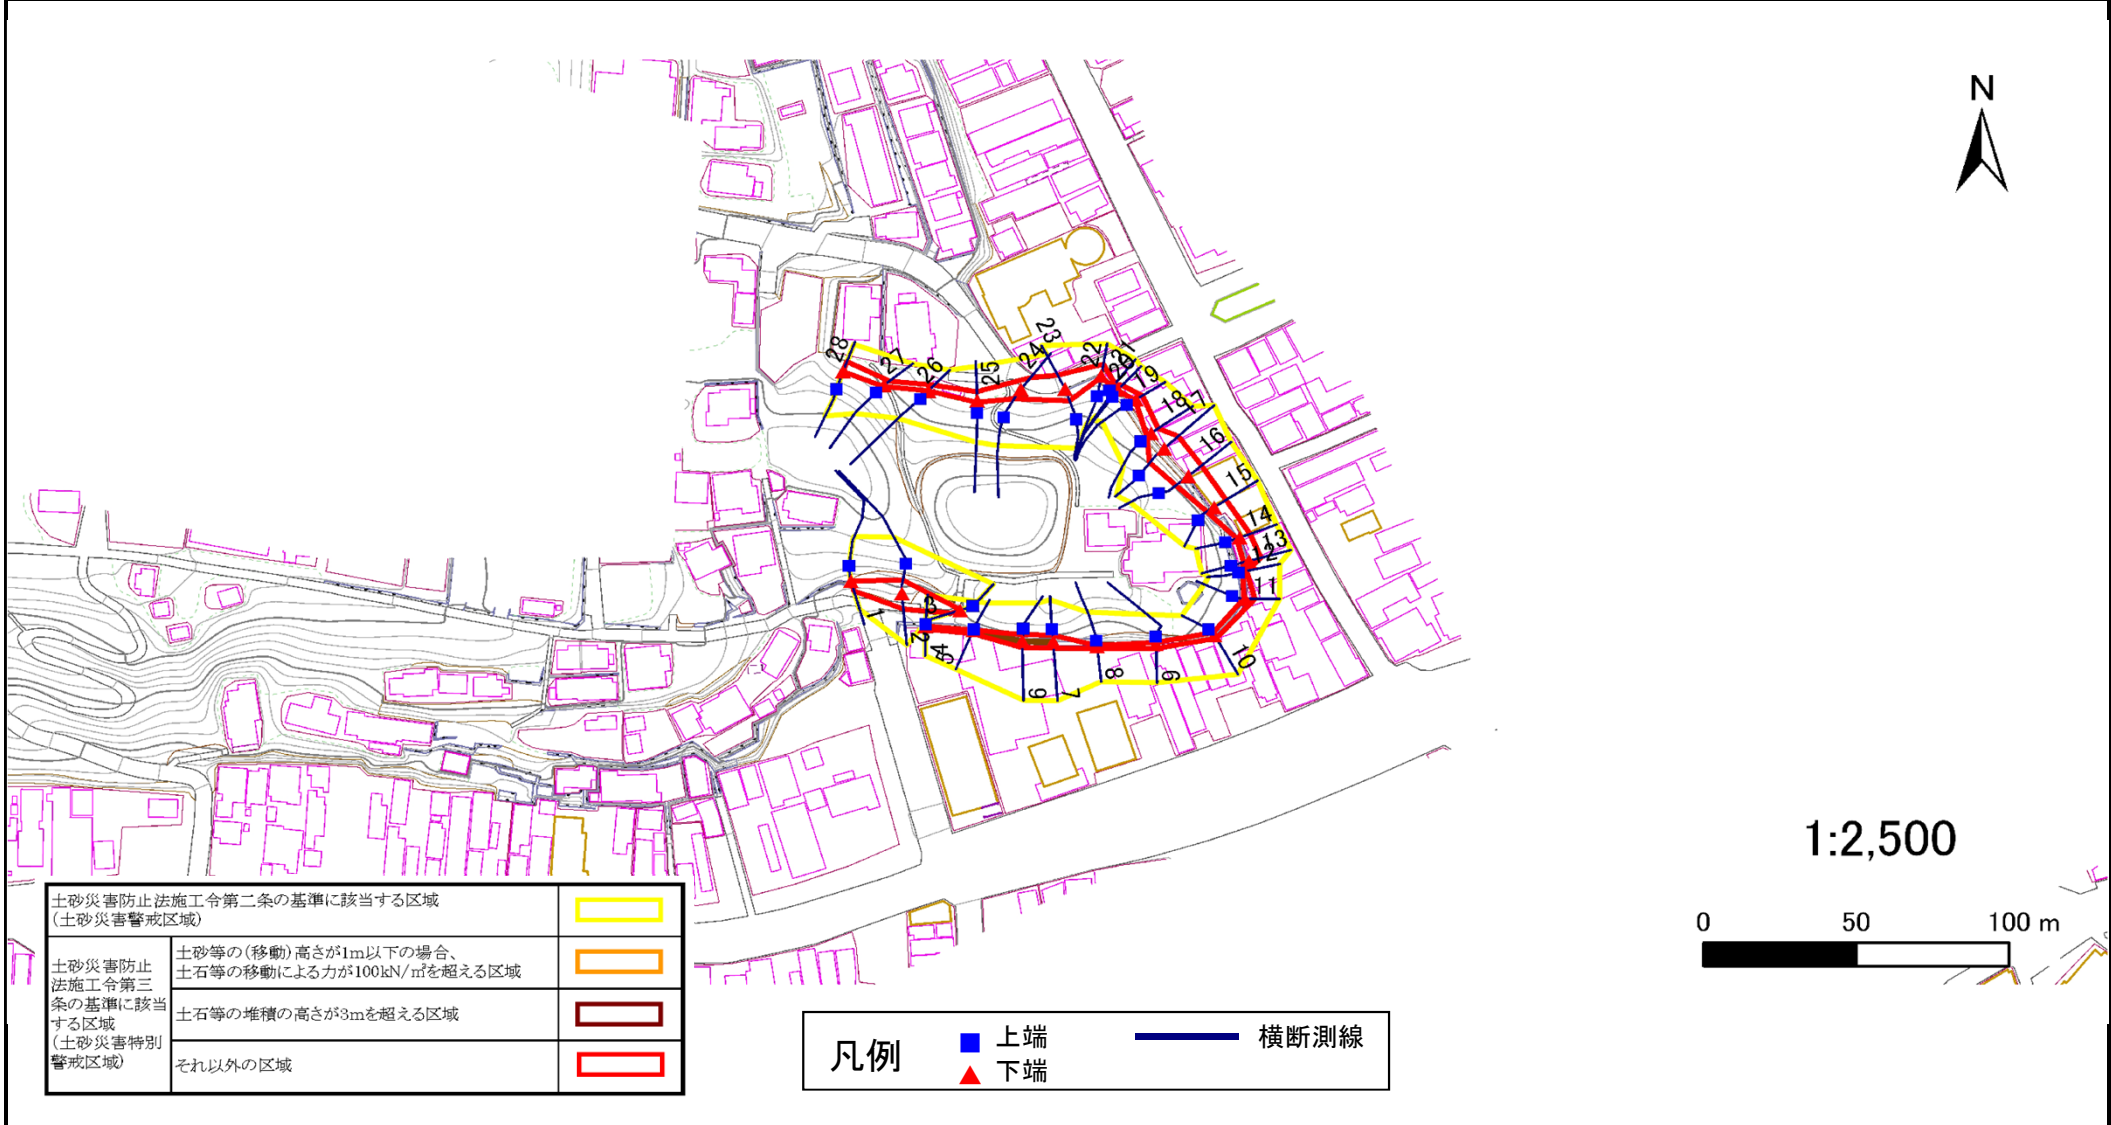 N
28
27
26
25
24
23
22
21
20
19
18
17
16
15
14
13
12
11
10
9
8
7
6
5
4
3
2
1
1:2,500
0 50 100 m
土砂災害防止法施工令第二条の基準に該当する区域
(土砂災害警戒区域)
土砂災害防止
法施工令第三
条の基準に該当
する区域
(土砂災害特別
警戒区域)
土砂等の(移動)高さが1m以下の場合、
土石等の移動による力が100kN/㎡を超える区域
土石等の堆積の高さが3mを超える区域
それ以外の区域
凡例
上端
下端
横断測線